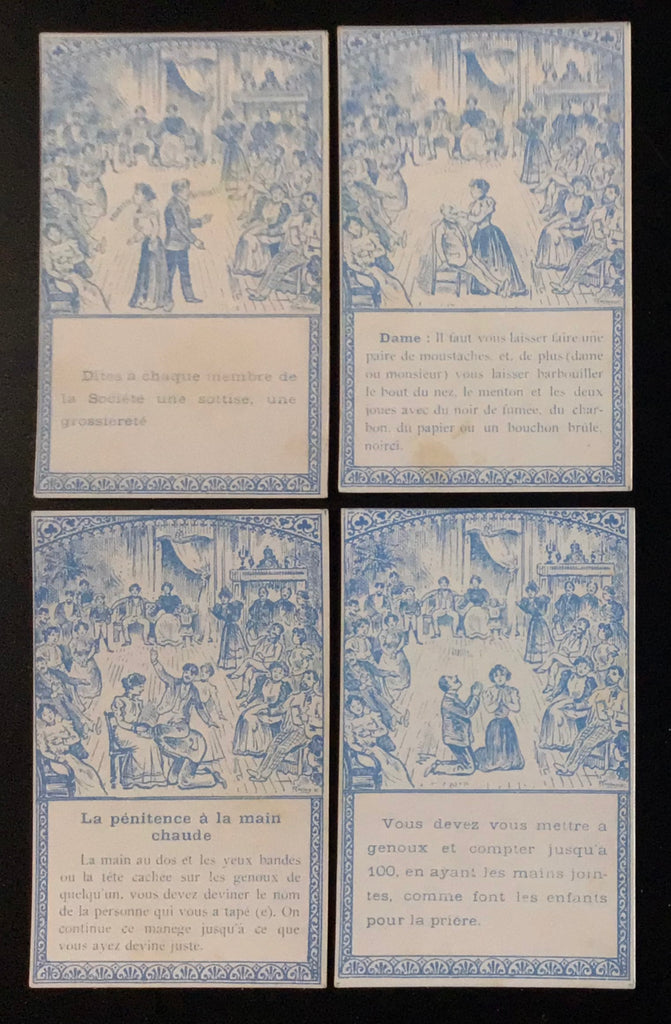 Dites à chaque membre de
la Société une sottise, une
grossièreté
Dame : Il faut vous laisser faire une
paire de moustaches, et, de plus (dame
ou monsieur) vous laisser barbouiller
le bout du nez, le menton et les deux
joues avec du noir de fumée, du char-
bon, du papier ou un bouchon brûlé,
noirci.
La pénitence à la main
chaude
La main au dos et les yeux bandes
ou la tête cachée sur les genoux de
quelqu'un, vous devez deviner le nom
de la personne qui vous a tapé (e). On
continue ce manège jusqu'à ce que
vous ayez deviné juste.
Vous devez vous mettre a
genoux et compter jusqu'a
100, en ayant les mains join-
tes, comme font les enfants
pour la prière.